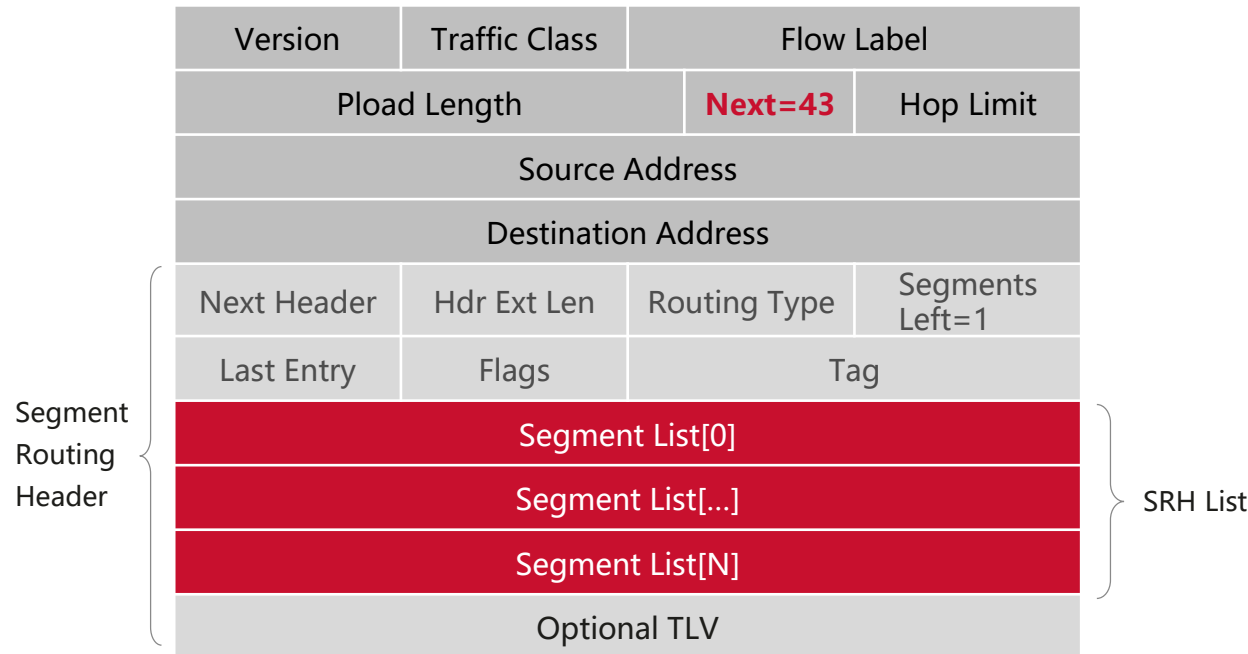 Version Traffic Class Flow Label
Pload Length Next=43 Hop Limit
Source Address
Destination Address
Next Header Hdr Ext Len Routing Type Segments
Left=1
Last Entry Flags Tag
Segment
Routing
Header
Segment List[0]
Segment List[...]
Segment List[N]
SRH List
Optional TLV